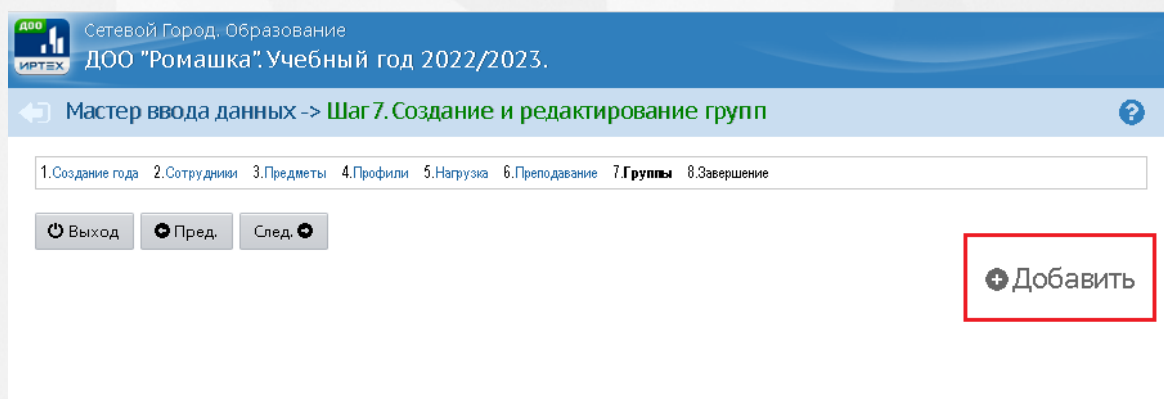 ДОО
ИРТЕХ
Сетевой Город. Образование
ДОО "Ромашка". Учебный год 2022/2023.
Мастер ввода данных -> Шаг 7. Создание и редактирование групп
?
1.Создание года 2.Сотрудники 3.Предметы 4.Профили 5.Нагрузка 6.Преподавание 7.Группы 8.Завершение
Выход Пред. След.
Добавить